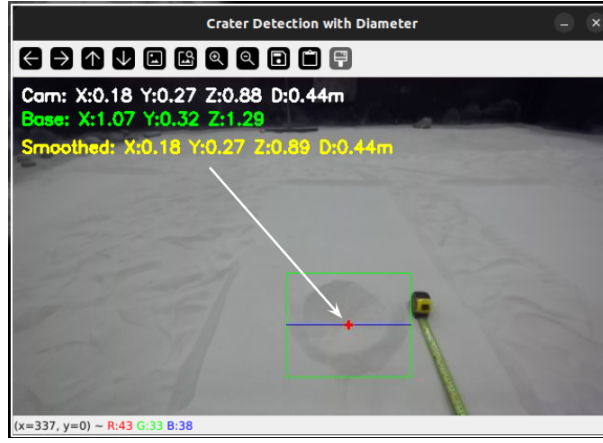 Crater Detection with Diameter
Cam: X:0.18 Y:0.27 Z:0.88 D:0.44m
Base: X:1.07 Y:0.32 Z:1.29
Smoothed: X:0.18 Y:0.27 Z:0.89 D:0.44m
(x=337, y=0) ~ R:43 G:33 B:38